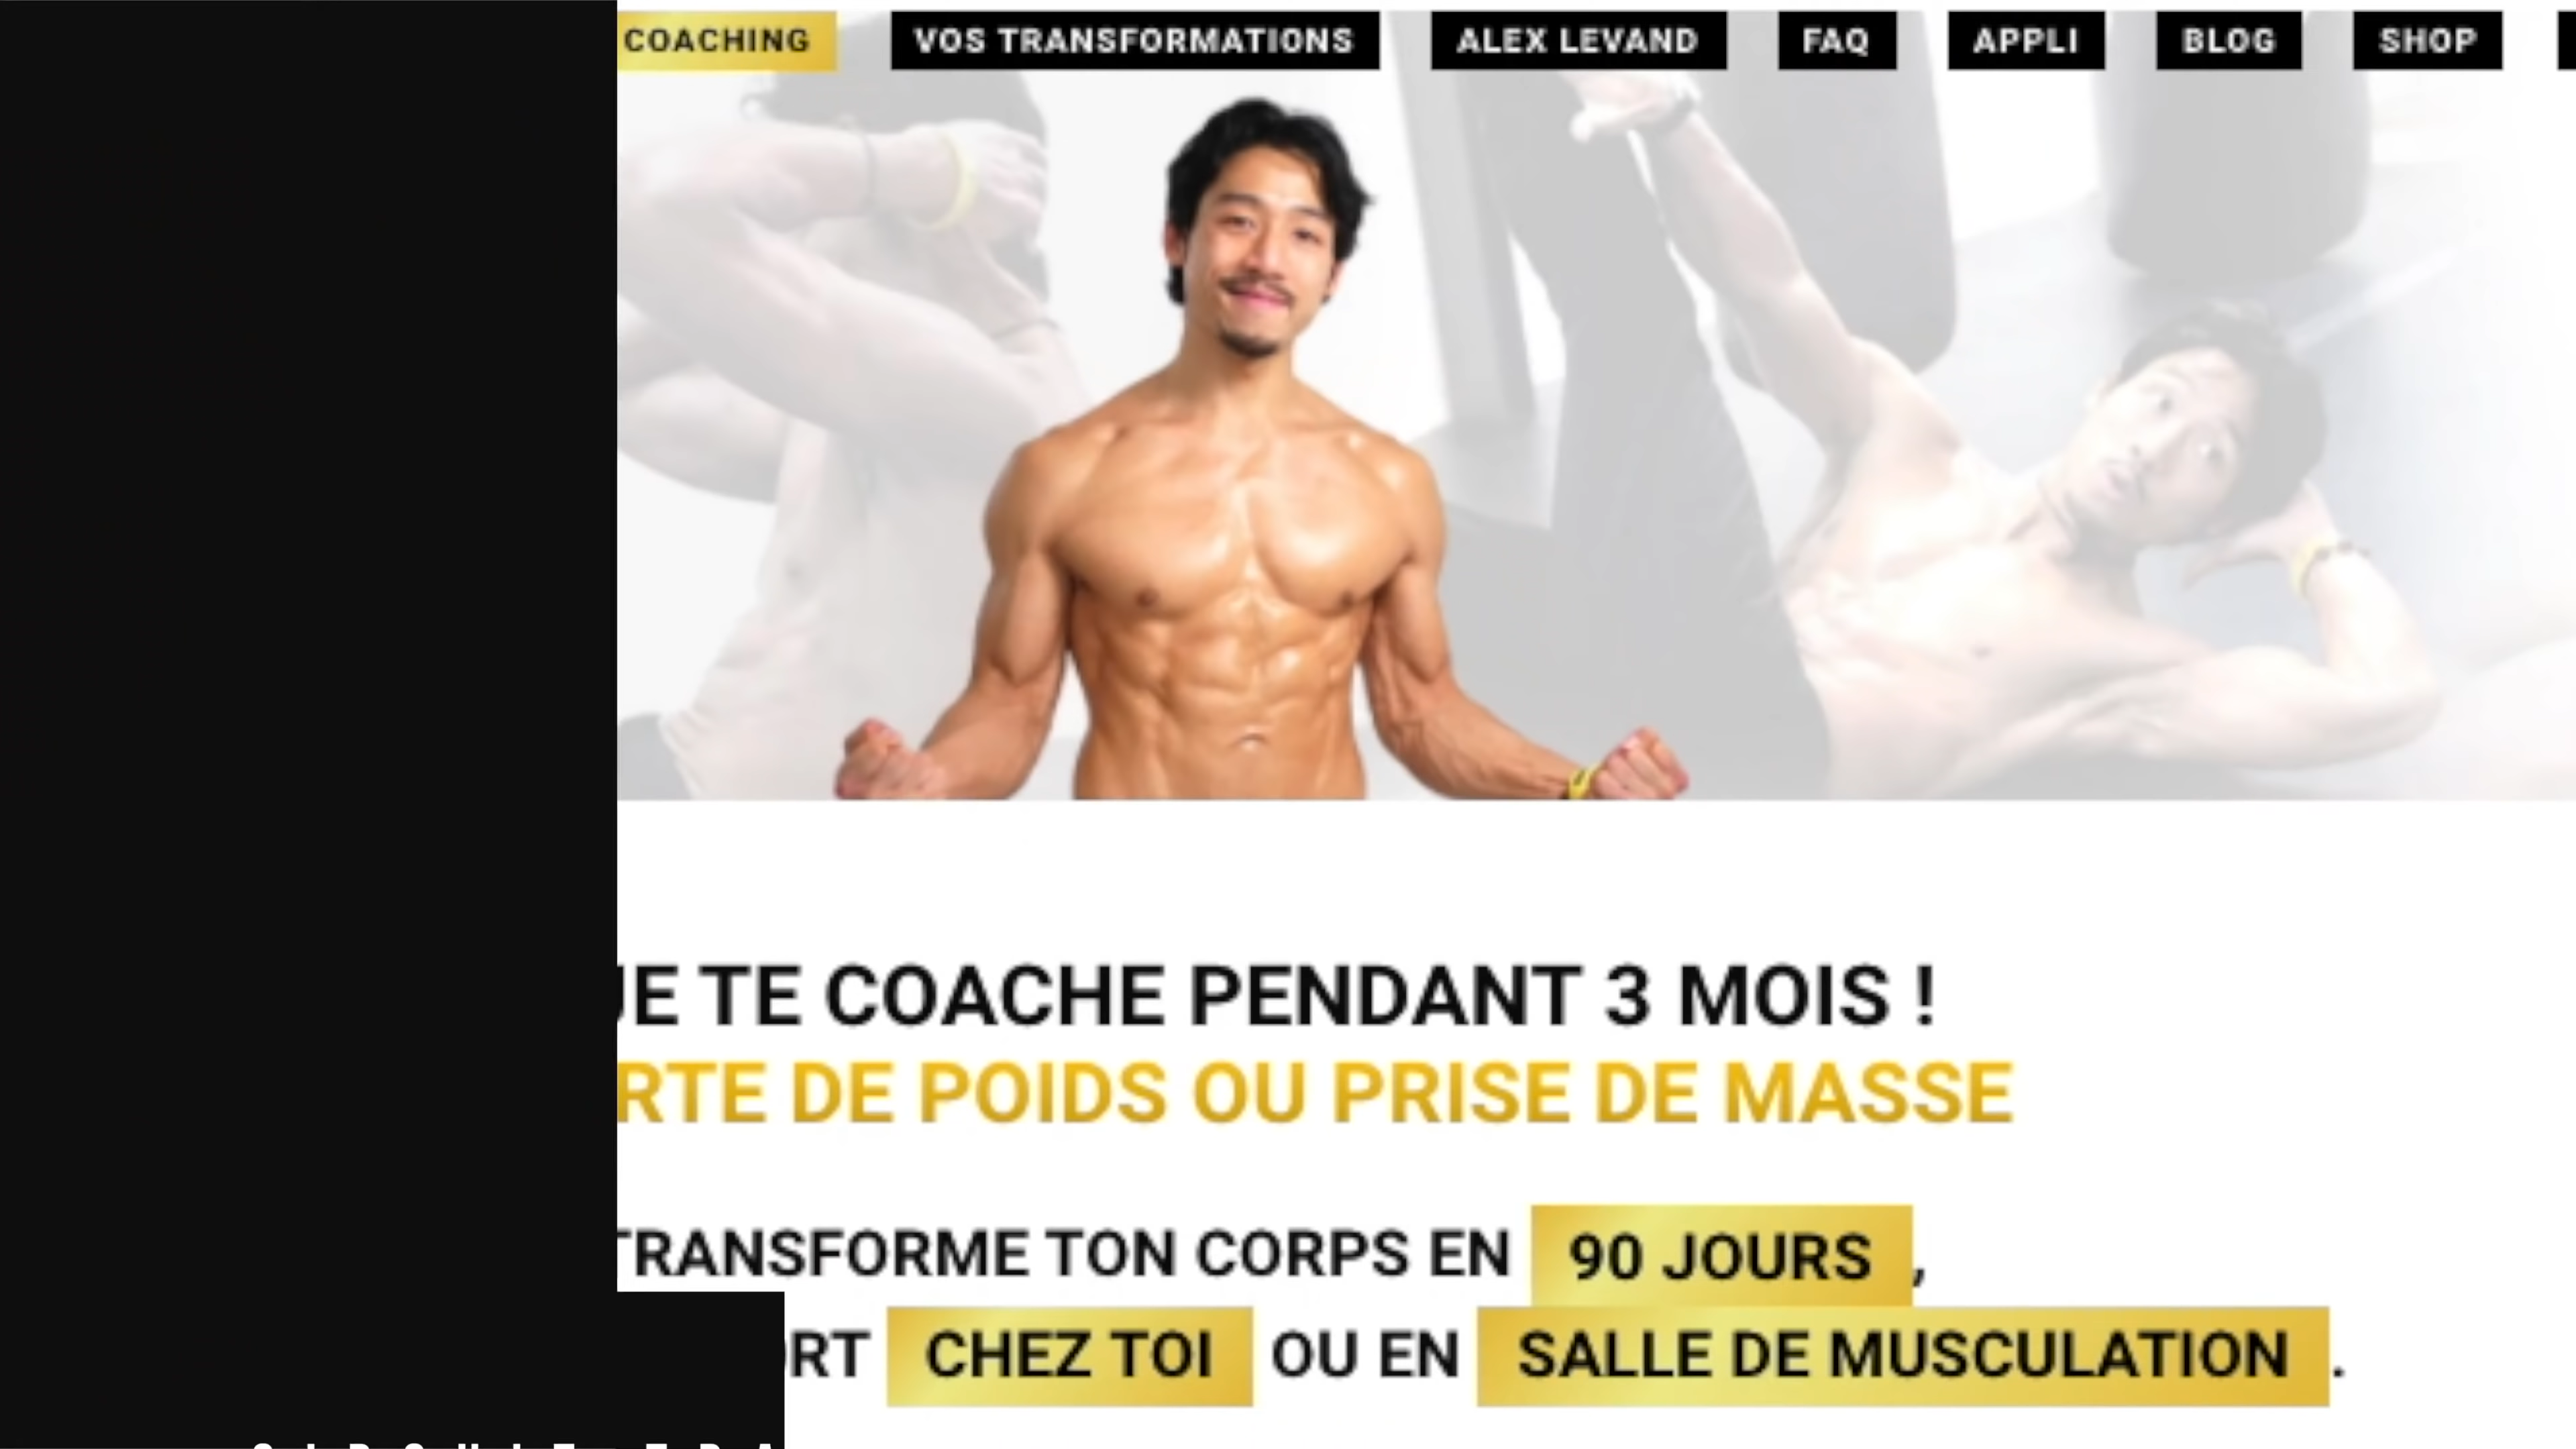 COACHING VOS TRANSFORMATIONS ALEX LEVAND FAQ APPLI BLOG SHOP
JE TE COACHE PENDANT 3 MOIS !
RTE DE POIDS OU PRISE DE MASSE
TRANSFORME TON CORPS EN 90 JOURS,
RT CHEZ TOI OU EN SALLE DE MUSCULATION.